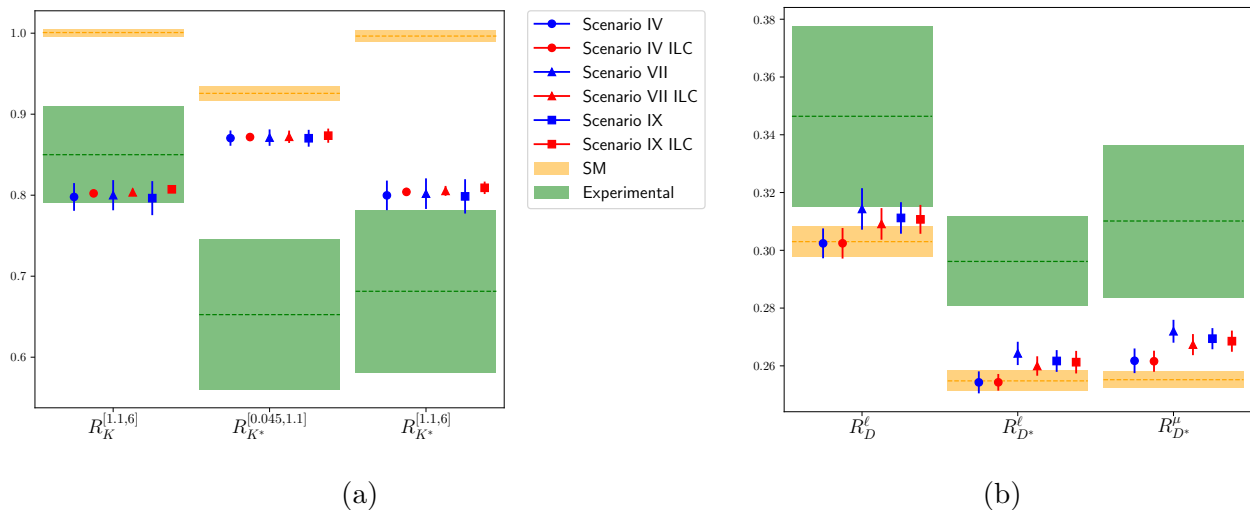 1.0
0.9
0.8
0.7
0.6
R_K^{[1.1,6]}
R_{K*}^{[0.045,1.1]}
R_{K*}^{[1.1,6]}
(a)
Scenario IV
Scenario IV ILC
Scenario VII
Scenario VII ILC
Scenario IX
Scenario IX ILC
SM
Experimental
0.38
0.36
0.34
0.32
0.30
0.28
0.26
R_D^ℓ
R_{D*}^ℓ
R_{D*}^μ
(b)